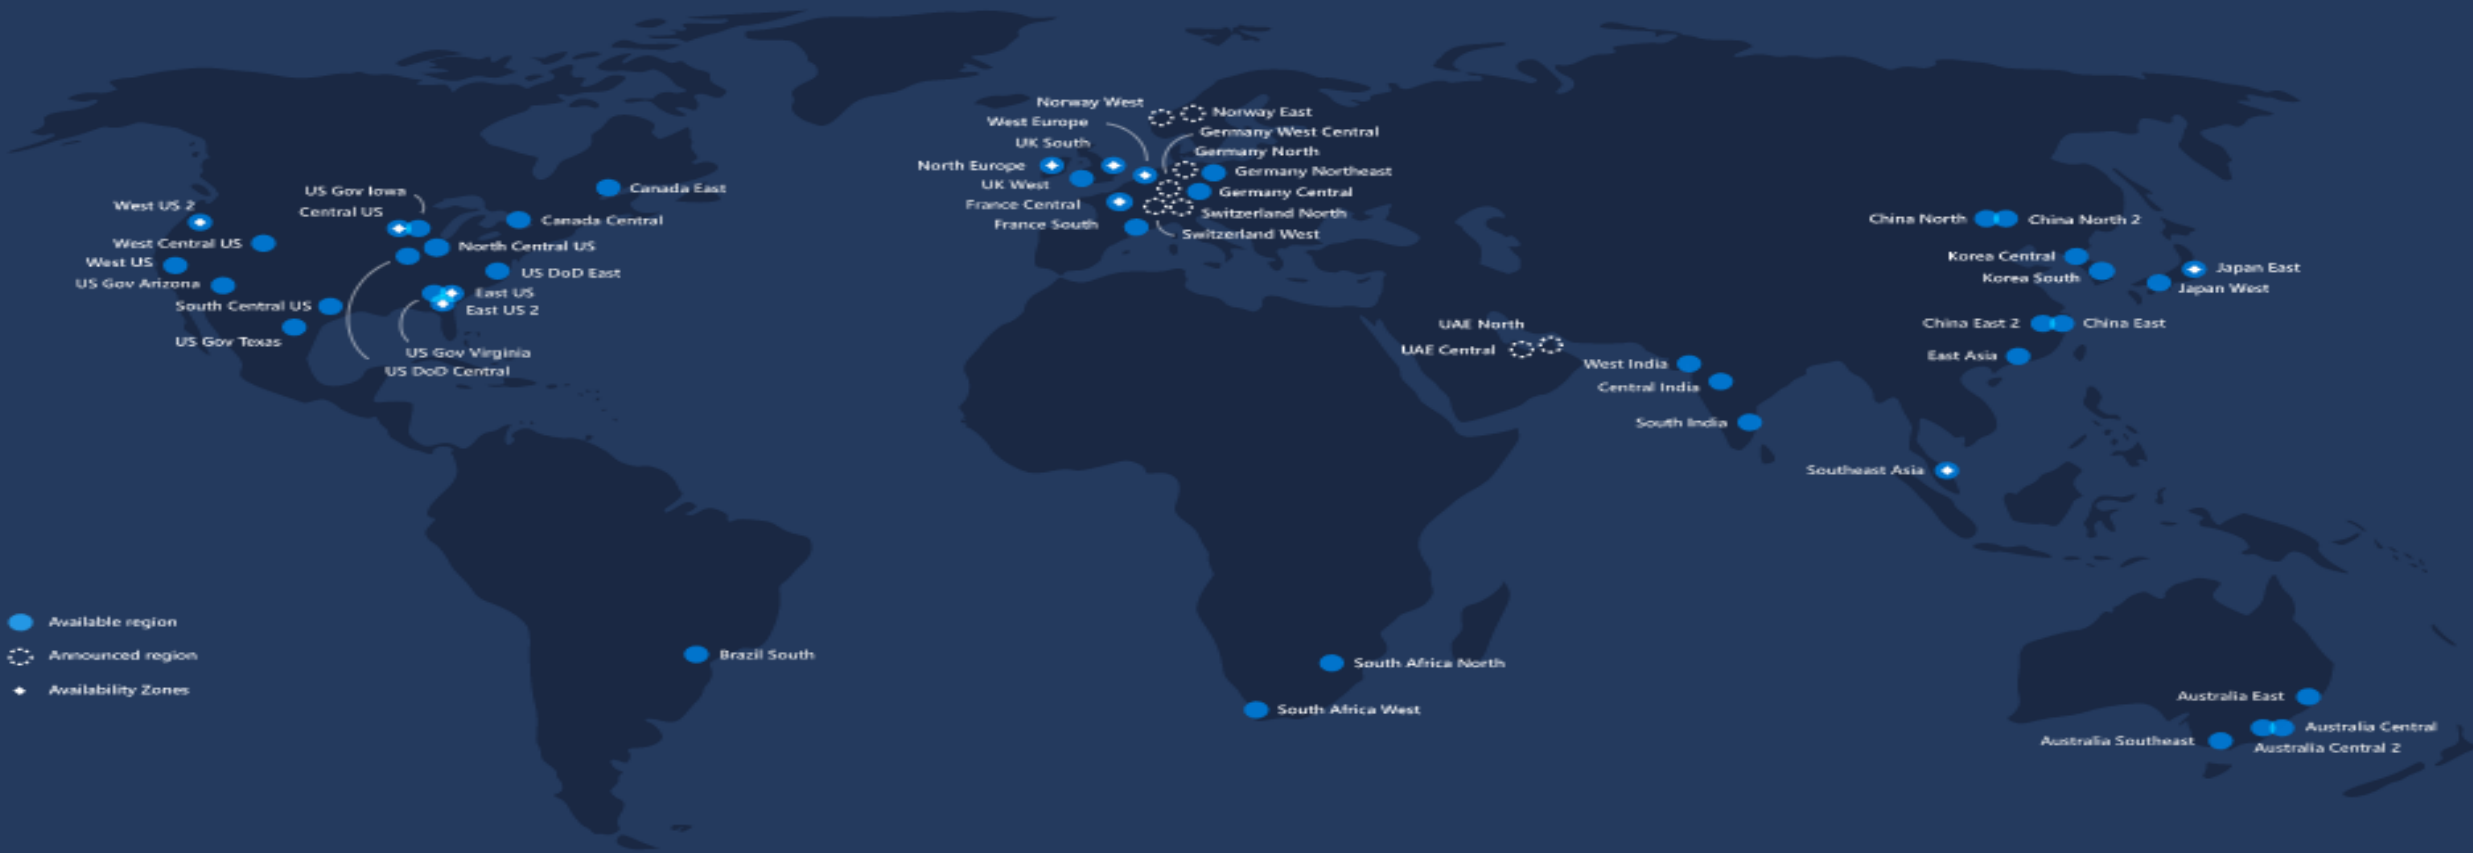 Norway West
Norway East
West Europe
Germany West Central
UK South
Germany North
North Europe
Germany Northeast
UK West
Germany Central
France Central
Switzerland North
France South
Switzerland West
US Gov Iowa
Canada East
West US 2
Central US
Canada Central
West Central US
North Central US
West US
US DoD East
US Gov Arizona
East US
South Central US
East US 2
US Gov Texas
US Gov Virginia
US DoD Central
China North
China North 2
Korea Central
Japan East
Korea South
Japan West
UAE North
China East 2
China East
UAE Central
East Asia
West India
Central India
South India
Southeast Asia
Available region
Announced region
Availability Zones
Brazil South
South Africa North
South Africa West
Australia East
Australia Central
Australia Southeast
Australia Central 2